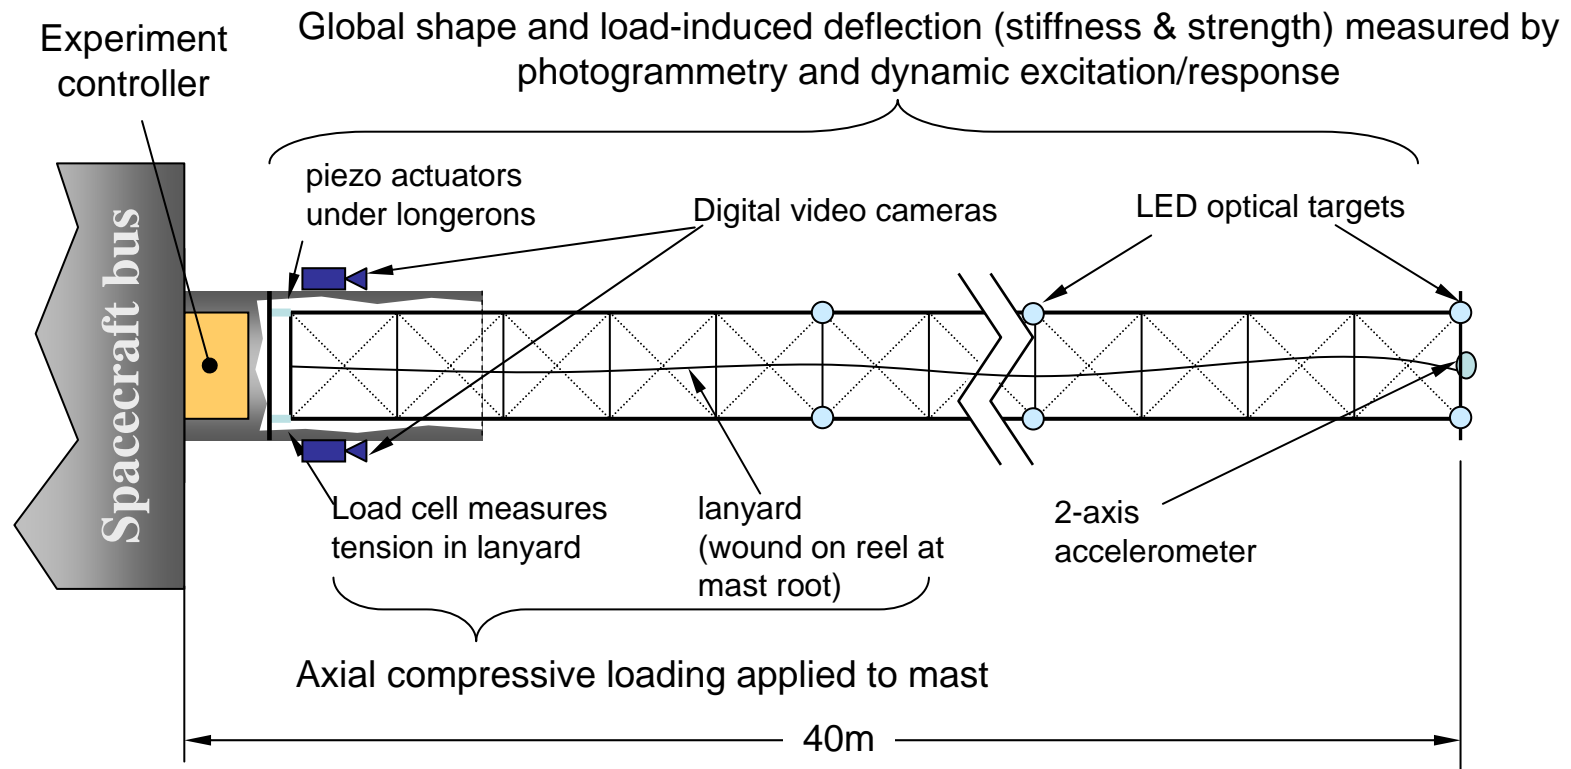 Experiment
controller
Global shape and load-induced deflection (stiffness & strength) measured by
photogrammetry and dynamic excitation/response
piezo actuators
under longerons
Digital video cameras
LED optical targets
Spacecraft bus
Load cell measures
tension in lanyard
lanyard
(wound on reel at
mast root)
2-axis
accelerometer
Axial compressive loading applied to mast
40m